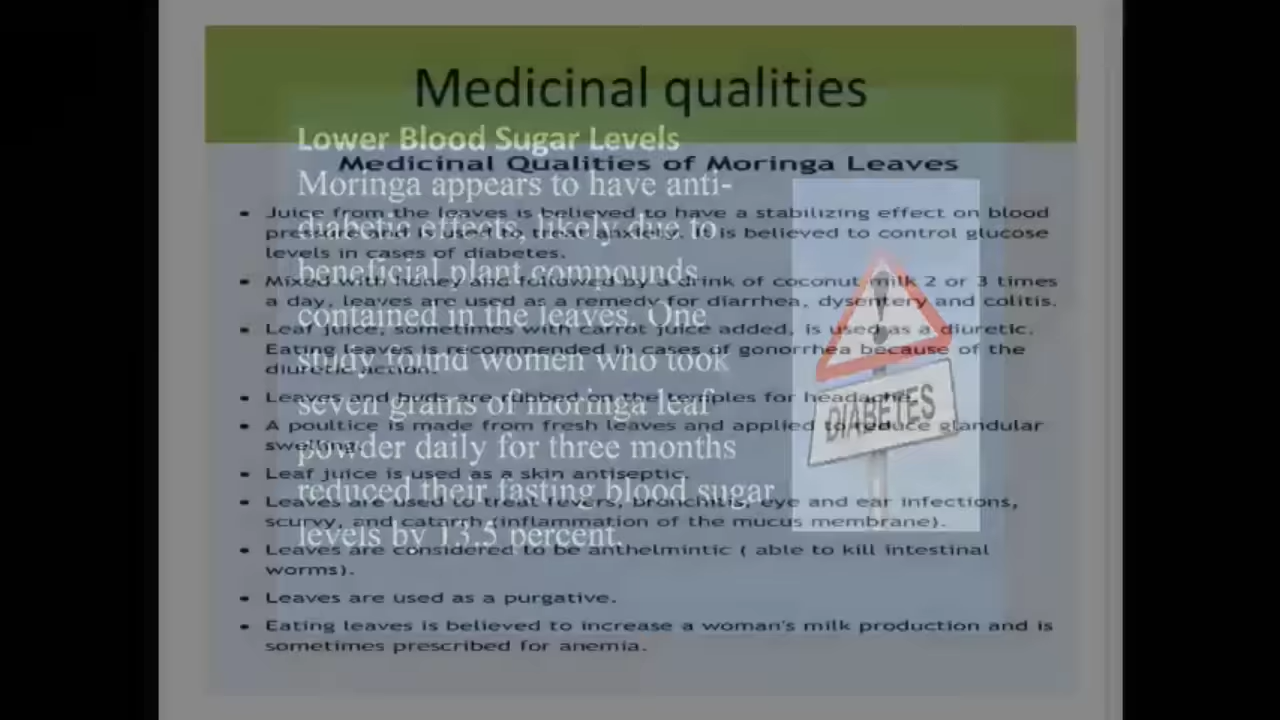 Medicinal qualities
Lower Blood Sugar Levels
Moringa appears to have anti-
diabetic effects, likely due to
beneficial plant compounds
contained in the leaves. One
study found women who took
seven grams of moringa leaf
powder daily for three months
reduced their fasting blood sugar
levels by 13.5 percent.
DIABETES
Medicinal Qualities of Moringa Leaves
• Juice from the leaves is believed to have a stabilizing effect on blood
pressure and is used to treat anxiety. It is believed to control glucose
levels in cases of diabetes.
• Mixed with honey and followed by a drink of coconut milk 2 or 3 times
a day, leaves are used as a remedy for diarrhea, dysentery and colitis.
• Leaf juice, sometimes with carrot juice added, is used as a diuretic.
Eating leaves is recommended in cases of gonorrhea because of the
diuretic action.
• Leaves and buds are rubbed on the temples for headache.
• A poultice is made from fresh leaves and applied to reduce glandular
swelling.
• Leaf juice is used as a skin antiseptic.
• Leaves are used to treat fevers, bronchitis, eye and ear infections,
scurvy, and catarrh (inflammation of the mucus membrane).
• Leaves are considered to be anthelmintic ( able to kill intestinal
worms).
• Leaves are used as a purgative.
• Eating leaves is believed to increase a woman's milk production and is
sometimes prescribed for anemia.